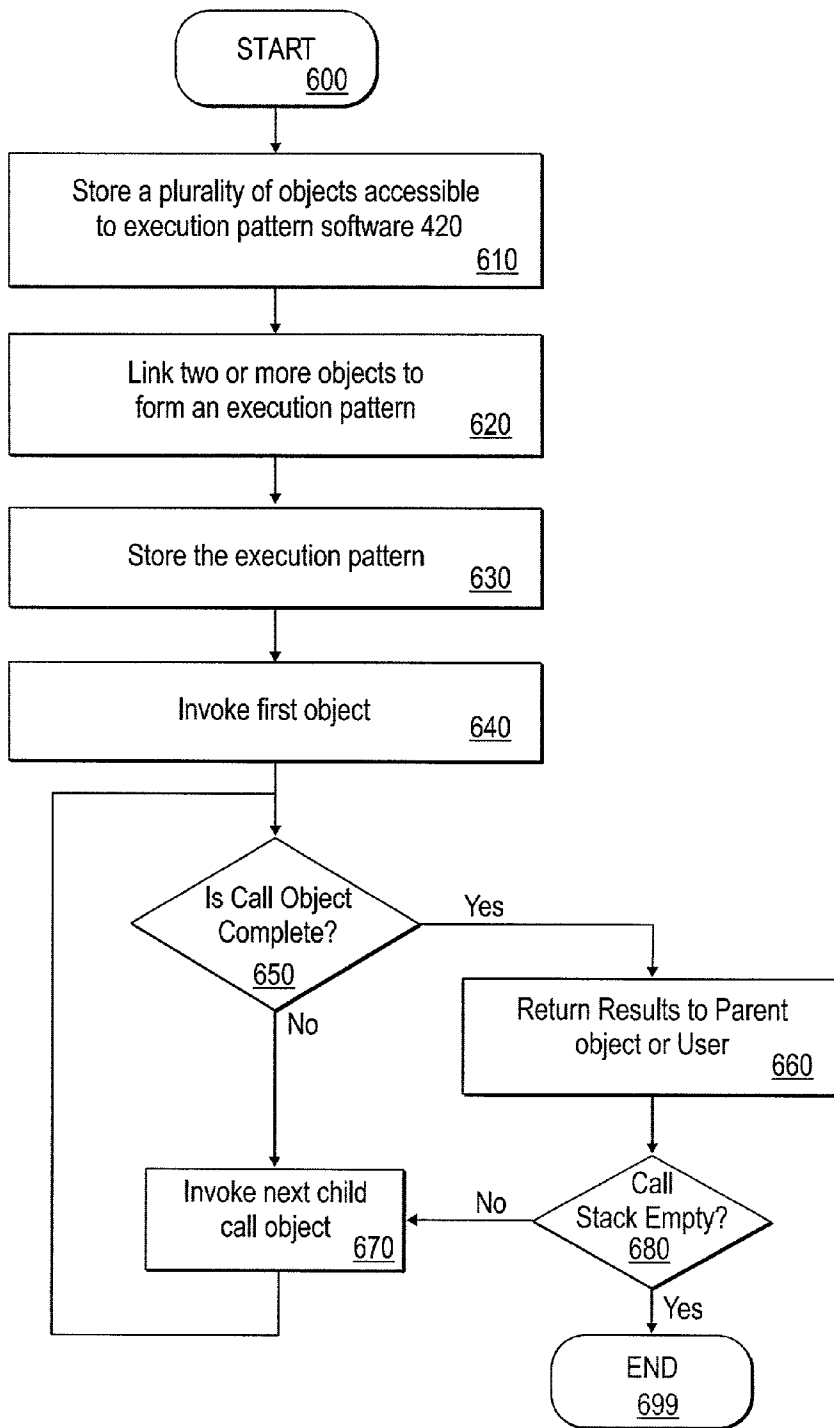 START
600
Store a plurality of objects accessible
to execution pattern software 420
610
Link two or more objects to
form an execution pattern
620
Store the execution pattern
630
Invoke first object
640
Is Call Object
Complete?
650
Yes
No
Return Results to Parent
object or User
660
Invoke next child
call object
670
No
Call
Stack Empty?
680
Yes
END
699